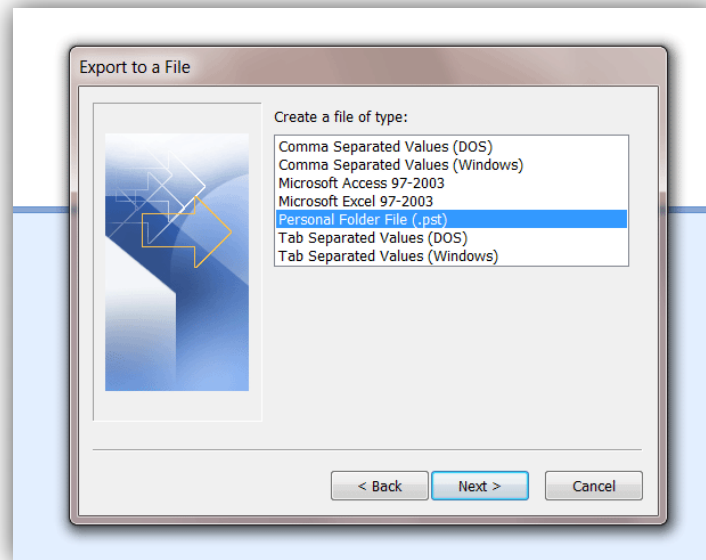 Export to a File
Create a file of type:
Comma Separated Values (DOS)
Comma Separated Values (Windows)
Microsoft Access 97-2003
Microsoft Excel 97-2003
Personal Folder File (.pst)
Tab Separated Values (DOS)
Tab Separated Values (Windows)
< Back Next > Cancel